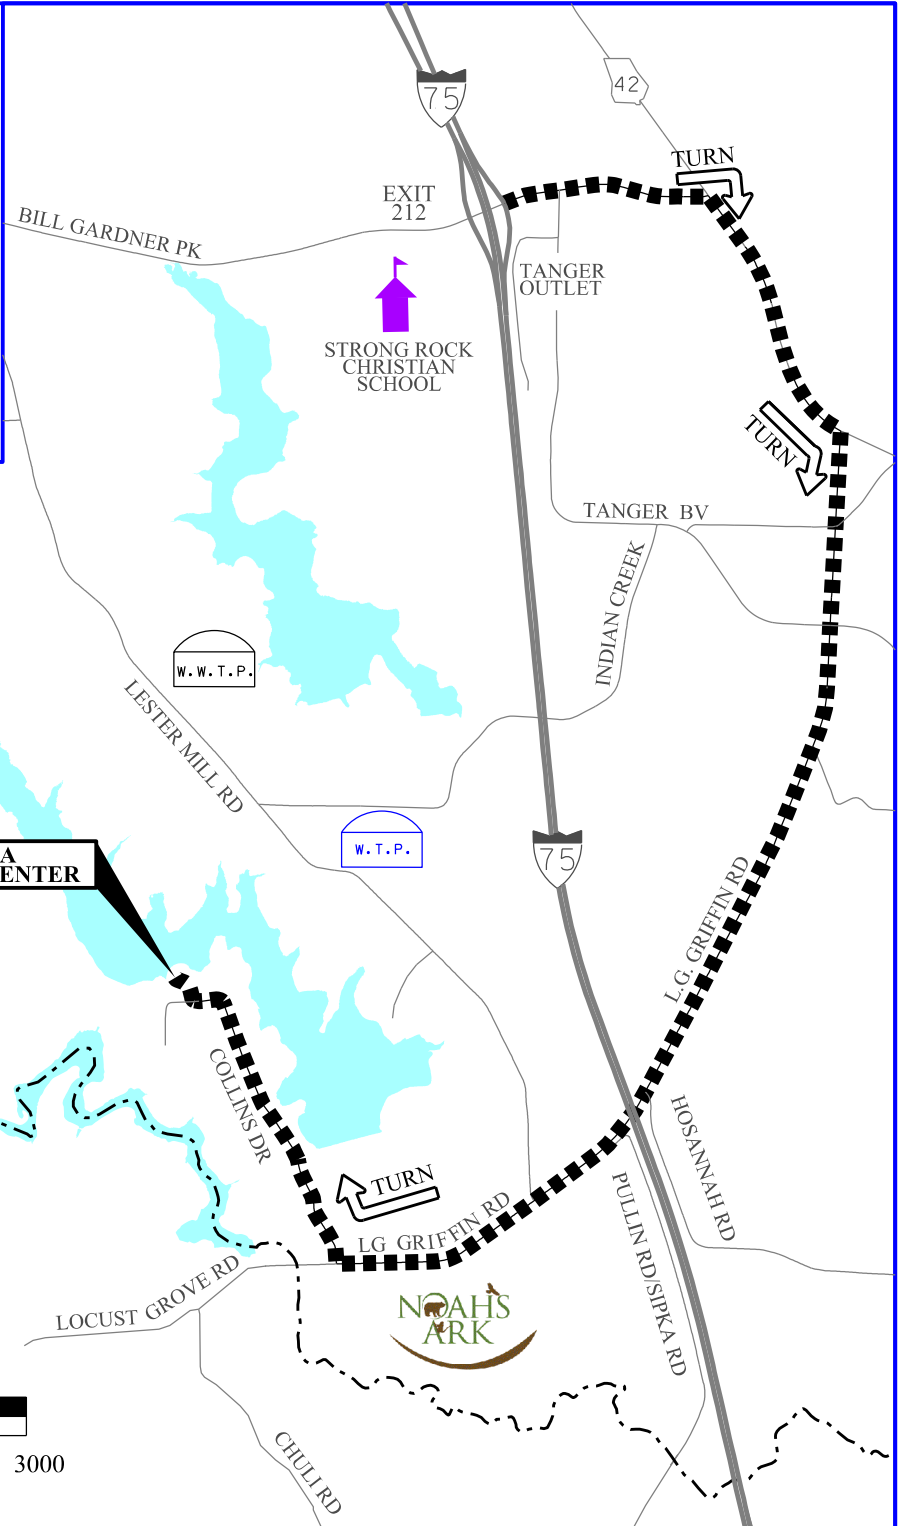 75
42
TURN
EXIT
212
BILL GARDNER PK
TANGER
OUTLET
STRONG ROCK
CHRISTIAN
SCHOOL
TURN
TANGER BV
INDIAN CREEK
W.W.T.P.
LESTER MILL RD
W.T.P.
75
A
ENTER
L.G. GRIFFIN RD
COLLINS DR
HOSANNAH RD
TURN
PULLIN RD/SIPKA RD
LG GRIFFIN RD
LOCUST GROVE RD
NOAH'S
ARK
CHULI RD
3000